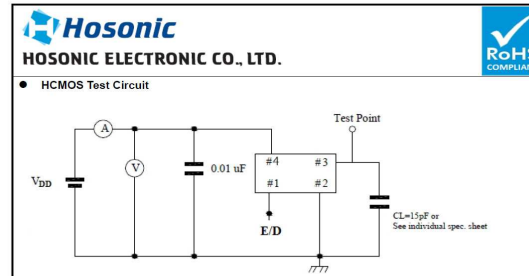 Hosonic
HOSONIC ELECTRONIC CO., LTD.
RoHS
COMPLIANT
● HCMOS Test Circuit
Test Point
A
V
VDD
0.01 uF
#4 #3
#1 #2
E/D
CL=15pF or
See individual spec. sheet